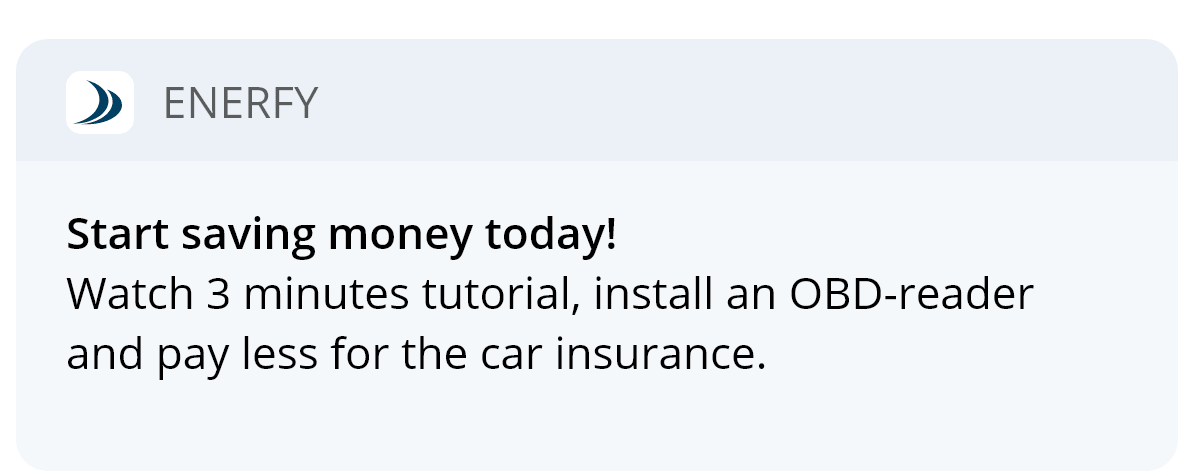 ENERFY
Start saving money today!
Watch 3 minutes tutorial, install an OBD-reader
and pay less for the car insurance.